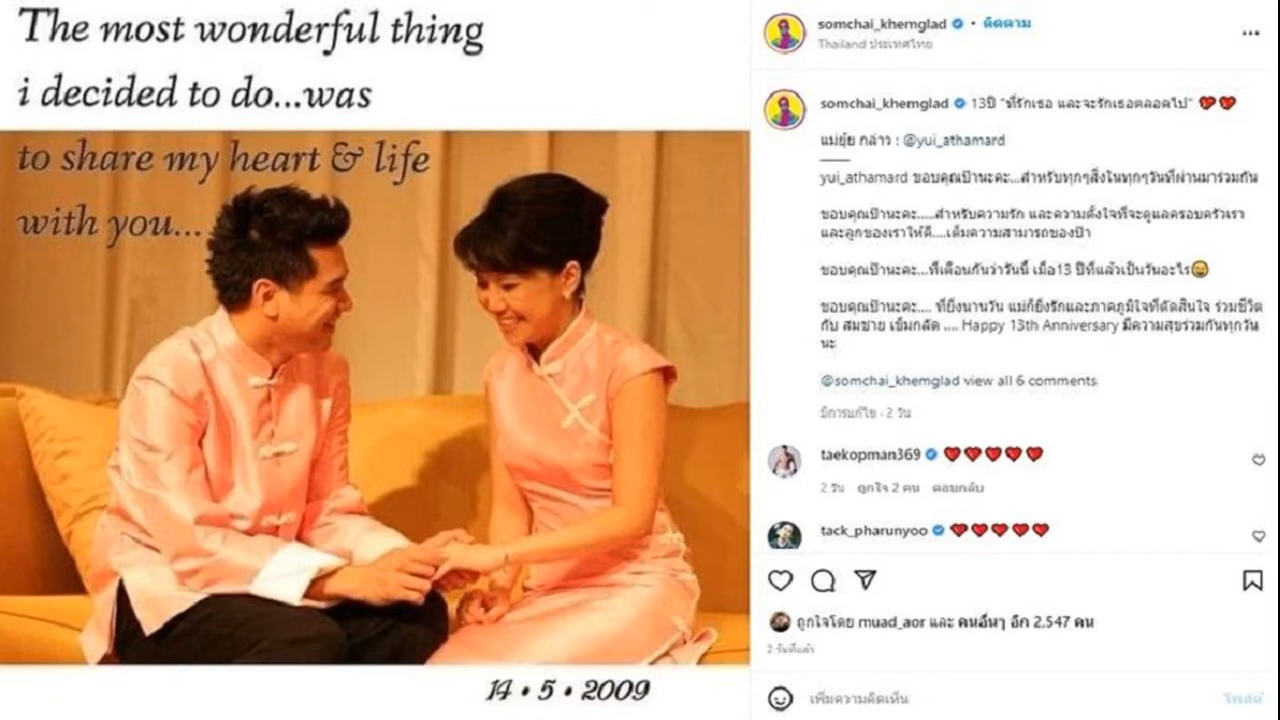 The most wonderful thing
i decided to do...was
to share my heart & life
with you...
14 • 5 • 2009
somchai_khemglad • ติดตาม
Thailand ประเทศไทย
somchai_khemglad 13ปี "ที่รักเธอ และจะรักเธอตลอดไป"
แม่ยุ้ย กล่าว : @yui_athamard
yui_athamard ขอบคุณป๊านะคะ...สำหรับทุกๆสิ่งในทุกๆวันที่ผ่านมาร่วมกัน
ขอบคุณป๊านะคะ.....สำหรับความรัก และความตั้งใจที่จะดูแลครอบครัวเรา
และลูกของเราให้ดี....เต็มความสามารถของป๊า
ขอบคุณป๊านะคะ...ที่เตือนกันว่าวันนี้ เมื่อ13 ปีที่แล้วเป็นวันอะไร
ขอบคุณป๊านะคะ.... ที่ยิ่งนานวัน แม่ก็ยิ่งรักและภาคภูมิใจที่ตัดสินใจ ร่วมชีวิต
กับ สมชาย เข็มกลัด .... Happy 13th Anniversary มีความสุขร่วมกันทุกวัน
นะ
@somchai_khemglad view all 6 comments
มีการแก้ไข · 2 วัน
taekopman369
2 วัน ถูกใจ 2 คน ตอบกลับ
tack_pharunyoo
ถูกใจโดย muad_aor และ คนอื่นๆ อีก 2,547 คน
2 วันที่แล้ว
เพิ่มความคิดเห็น
โพสต์